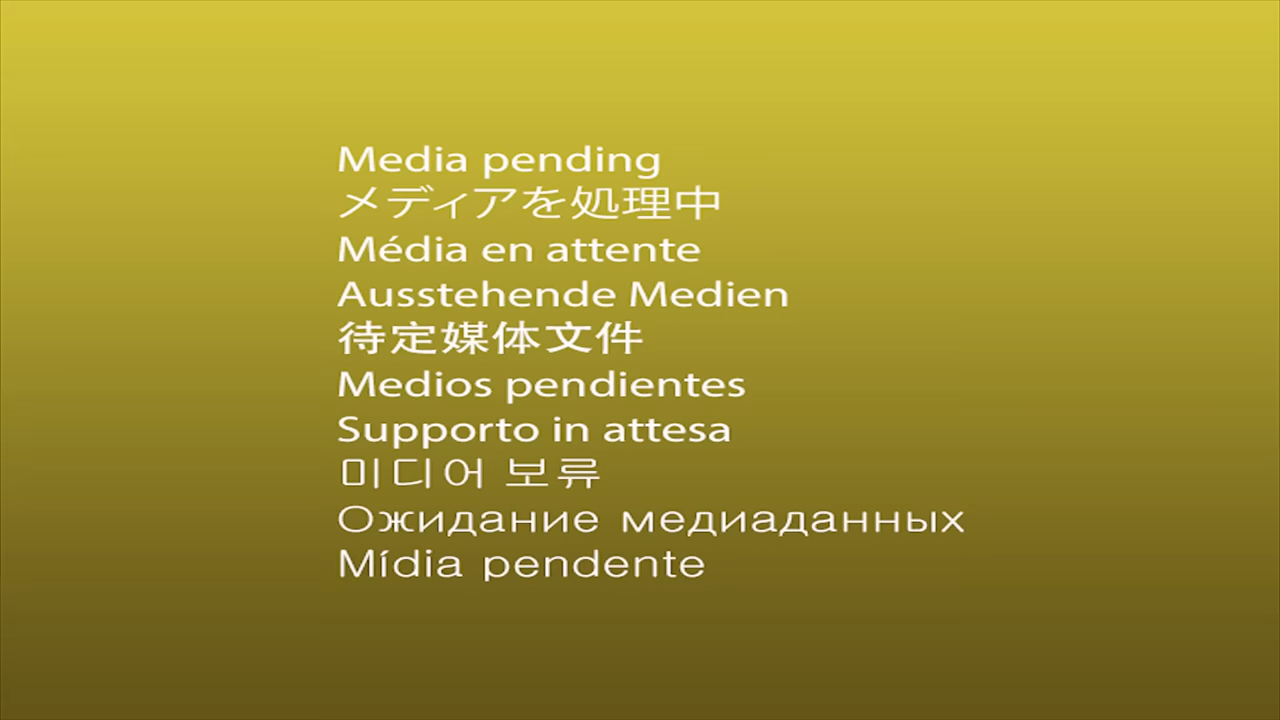 Media pending
メディアを処理中
Média en attente
Ausstehende Medien
待定媒体文件
Medios pendientes
Supporto in attesa
미디어 보류
Ожидание медиаданных
Mídia pendente